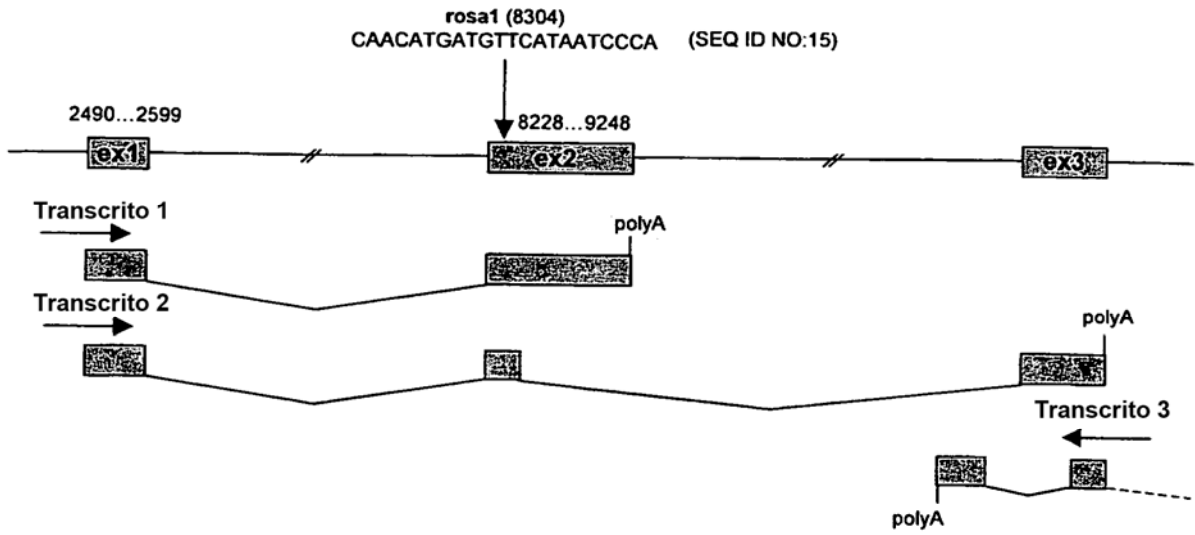 rosa1 (8304)
CAACATGATGTTCATAATCCCA (SEQ ID NO:15)
2490...2599
8228...9248
ex1
ex2
ex3
Transcrito 1
polyA
Transcrito 2
polyA
Transcrito 3
polyA